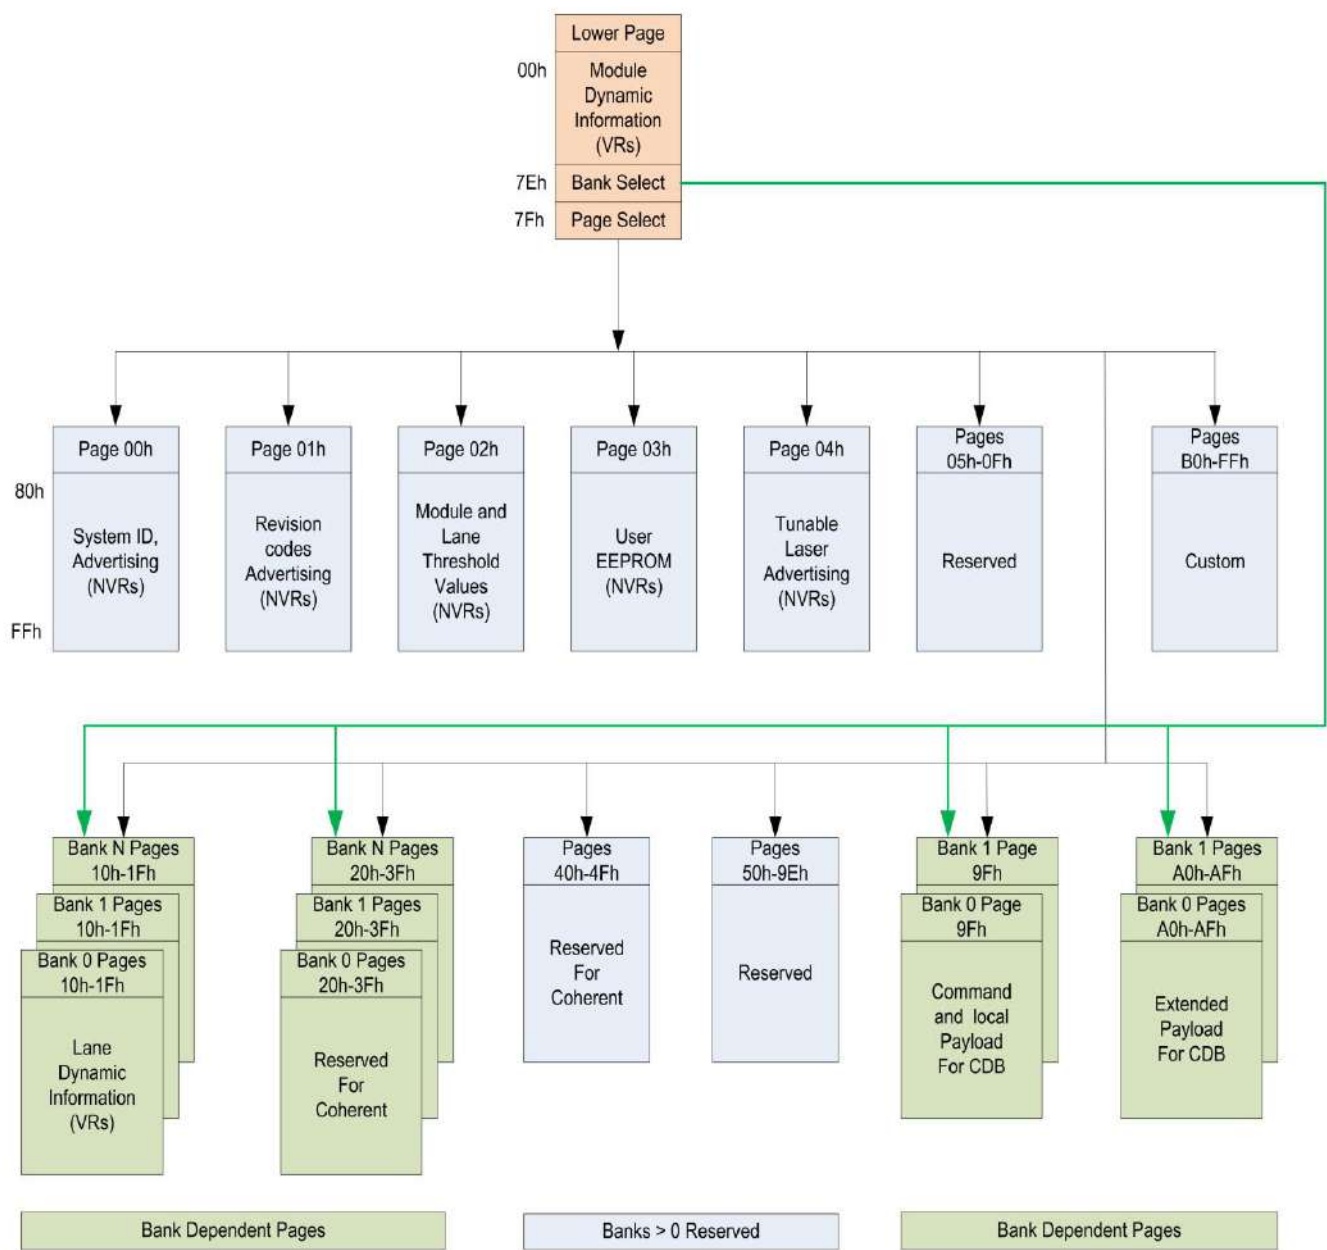 Lower Page
00h
Module
Dynamic
Information
(VRs)
7Eh
Bank Select
7Fh
Page Select
Page 00h
Page 01h
Page 02h
Page 03h
Page 04h
Pages
05h-0Fh
Pages
B0h-FFh
80h
FFh
System ID,
Advertising
(NVRs)
Revision
codes
Advertising
(NVRs)
Module and
Lane
Threshold
Values
(NVRs)
User
EEPROM
(NVRs)
Tunable
Laser
Advertising
(NVRs)
Reserved
Custom
Bank N Pages
10h-1Fh
Bank 1 Pages
10h-1Fh
Bank 0 Pages
10h-1Fh
Lane
Dynamic
Information
(VRs)
Bank N Pages
20h-3Fh
Bank 1 Pages
20h-3Fh
Bank 0 Pages
20h-3Fh
Reserved
For
Coherent
Pages
40h-4Fh
Reserved
For
Coherent
Pages
50h-9Eh
Reserved
Bank 1 Page
9Fh
Bank 0 Page
9Fh
Command
and local
Payload
For CDB
Bank 1 Pages
A0h-AFh
Bank 0 Pages
A0h-AFh
Extended
Payload
For CDB
Bank Dependent Pages
Banks > 0 Reserved
Bank Dependent Pages